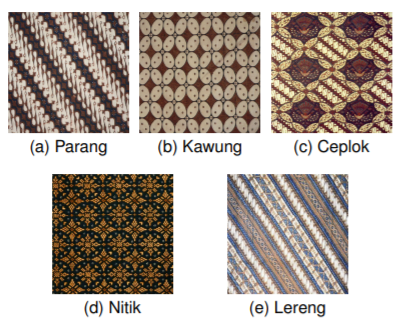 (a) Parang
(b) Kawung
(c) Ceplok
(d) Nitik
(e) Lereng